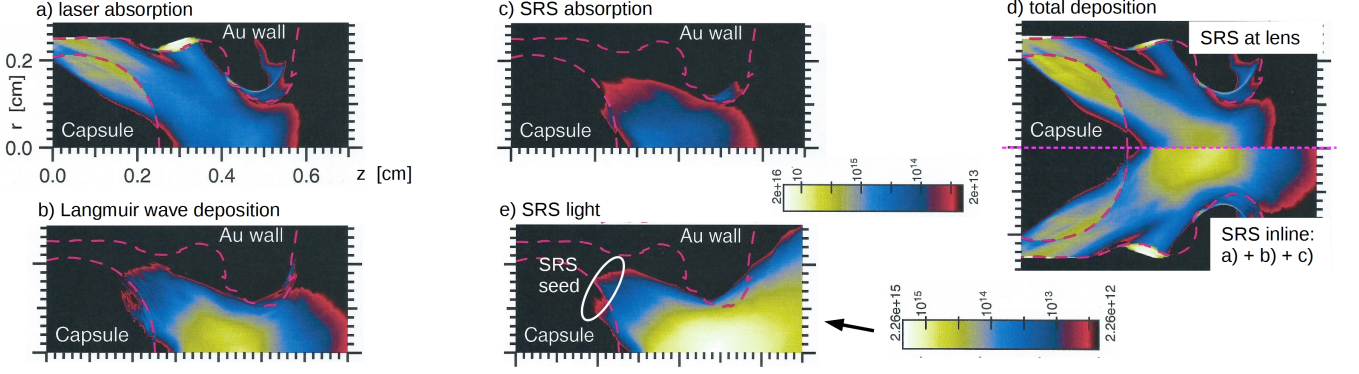 a) laser absorption
Au wall
Capsule
r [cm]
0.2
0.0
0.0
0.2
0.4
0.6
z [cm]
b) Langmuir wave deposition
Au wall
Capsule
c) SRS absorption
Au wall
Capsule
2e+16
10^15
10^14
2e+13
e) SRS light
Au wall
SRS
seed
Capsule
2.26e+15
10^15
10^14
10^13
2.26e+12
d) total deposition
SRS at lens
Capsule
SRS inline:
a) + b) + c)